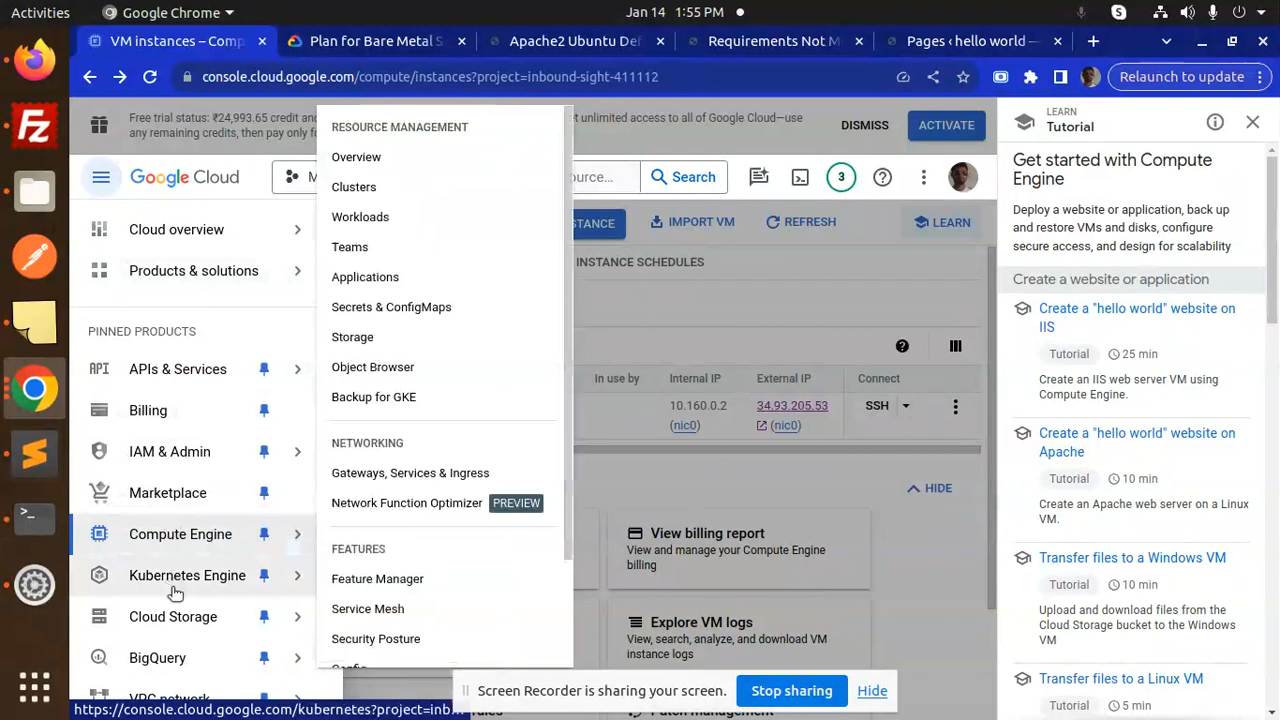 Activities
Google Chrome
Jan 14 1:55 PM
VM instances – Comp
Plan for Bare Metal S
Apache2 Ubuntu Def
Requirements Not M
Pages ‹ hello world —
console.cloud.google.com/compute/instances?project=inbound-sight-411112
Relaunch to update
Free trial status: ₹24,993.65 credit and
any remaining credits, then pay only fo
et unlimited access to all of Google Cloud—use
DISMISS
ACTIVATE
Google Cloud
M
ource...
Search
3
Cloud overview
Products & solutions
PINNED PRODUCTS
API
APIs & Services
Billing
IAM & Admin
Marketplace
Compute Engine
Kubernetes Engine
Cloud Storage
BigQuery
VPC network
https://console.cloud.google.com/kubernetes?project=inb...
RESOURCE MANAGEMENT
Overview
Clusters
Workloads
Teams
Applications
Secrets & ConfigMaps
Storage
Object Browser
Backup for GKE
NETWORKING
Gateways, Services & Ingress
Network Function Optimizer PREVIEW
FEATURES
Feature Manager
Service Mesh
Security Posture
Config
STANCE
IMPORT VM
REFRESH
LEARN
INSTANCE SCHEDULES
In use by
Internal IP
External IP
Connect
10.160.0.2
(nic0)
34.93.205.53
(nic0)
SSH
HIDE
View billing report
View and manage your Compute Engine
billing
Explore VM logs
View, search, analyze, and download VM
instance logs
Screen Recorder is sharing your screen.
Stop sharing
Hide
LEARN
Tutorial
Get started with Compute
Engine
Deploy a website or application, back up
and restore VMs and disks, configure
secure access, and design for scalability
Create a website or application
Create a "hello world" website on
IIS
Tutorial
25 min
Create an IIS web server VM using
Compute Engine.
Create a "hello world" website on
Apache
Tutorial
10 min
Create an Apache web server on a Linux
VM.
Transfer files to a Windows VM
Tutorial
10 min
Upload and download files from the
Cloud Storage bucket to the Windows
VM
Transfer files to a Linux VM
Tutorial
5 min